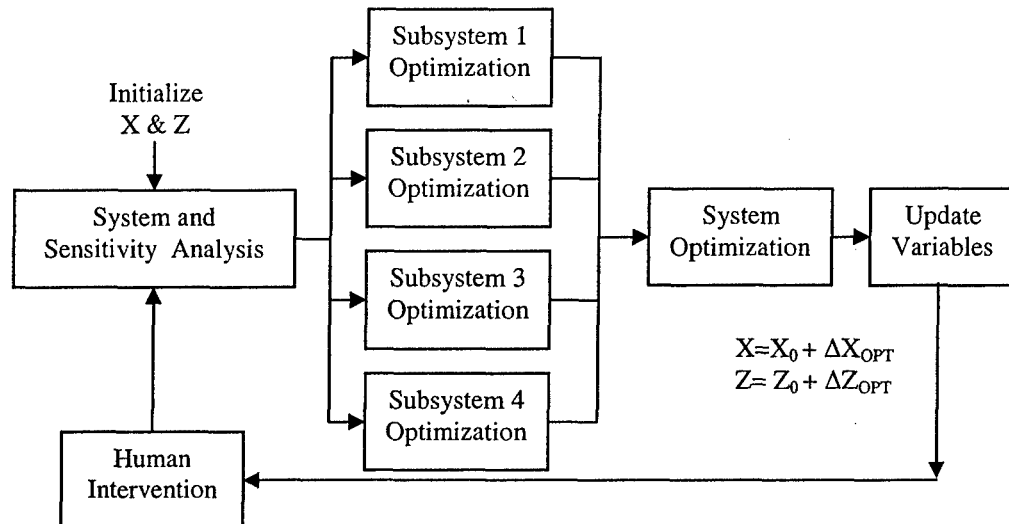 Initialize
X & Z
System and
Sensitivity Analysis
Subsystem 1
Optimization
Subsystem 2
Optimization
Subsystem 3
Optimization
Subsystem 4
Optimization
System
Optimization
Update
Variables
X=X₀ + ΔX_OPT
Z= Z₀ + ΔZ_OPT
Human
Intervention